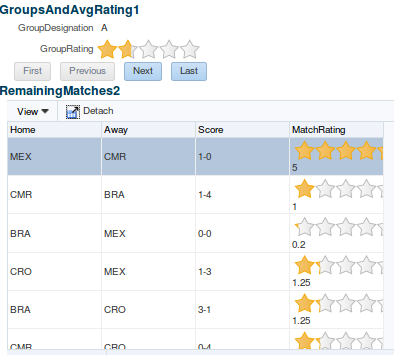 GroupsAndAvgRating1
GroupDesignation A
GroupRating
First Previous Next Last
RemainingMatches2
View Detach
Home Away Score MatchRating
MEX CMR 1-0
5
CMR BRA 1-4
1
BRA MEX 0-0
0.2
CRO MEX 1-3
1.25
BRA CRO 3-1
1.25
CMR CRO 0-4